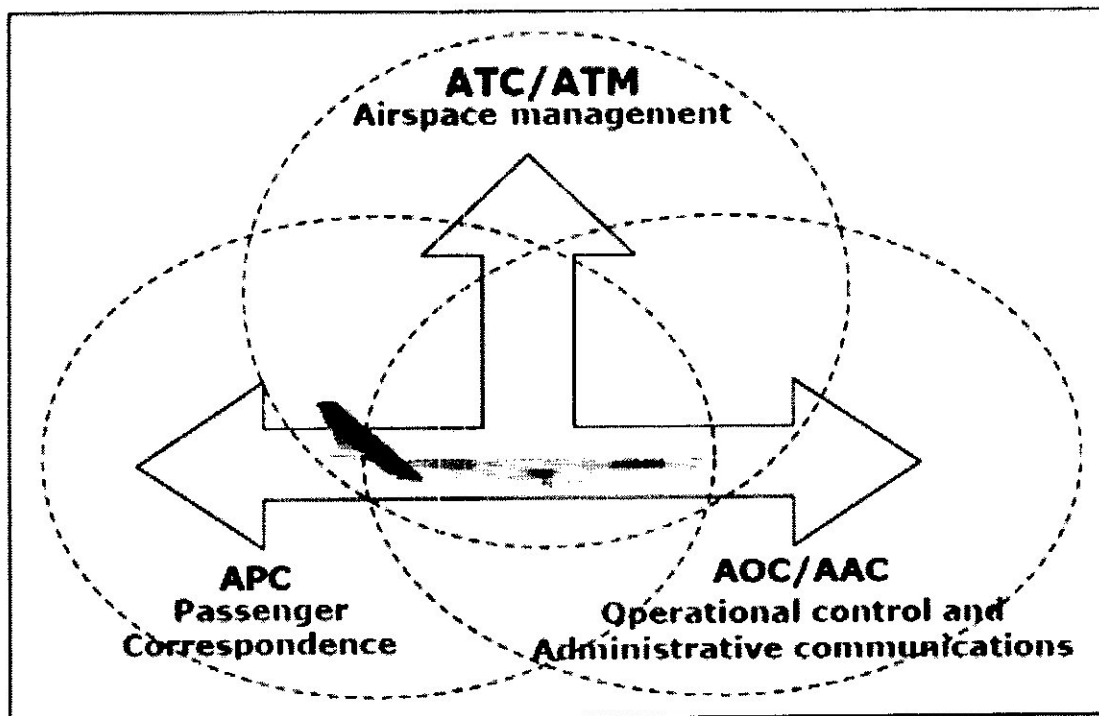 ATC/ATM
Airspace management
APC
Passenger
Correspondence
AOC/AAC
Operational control and
Administrative communications